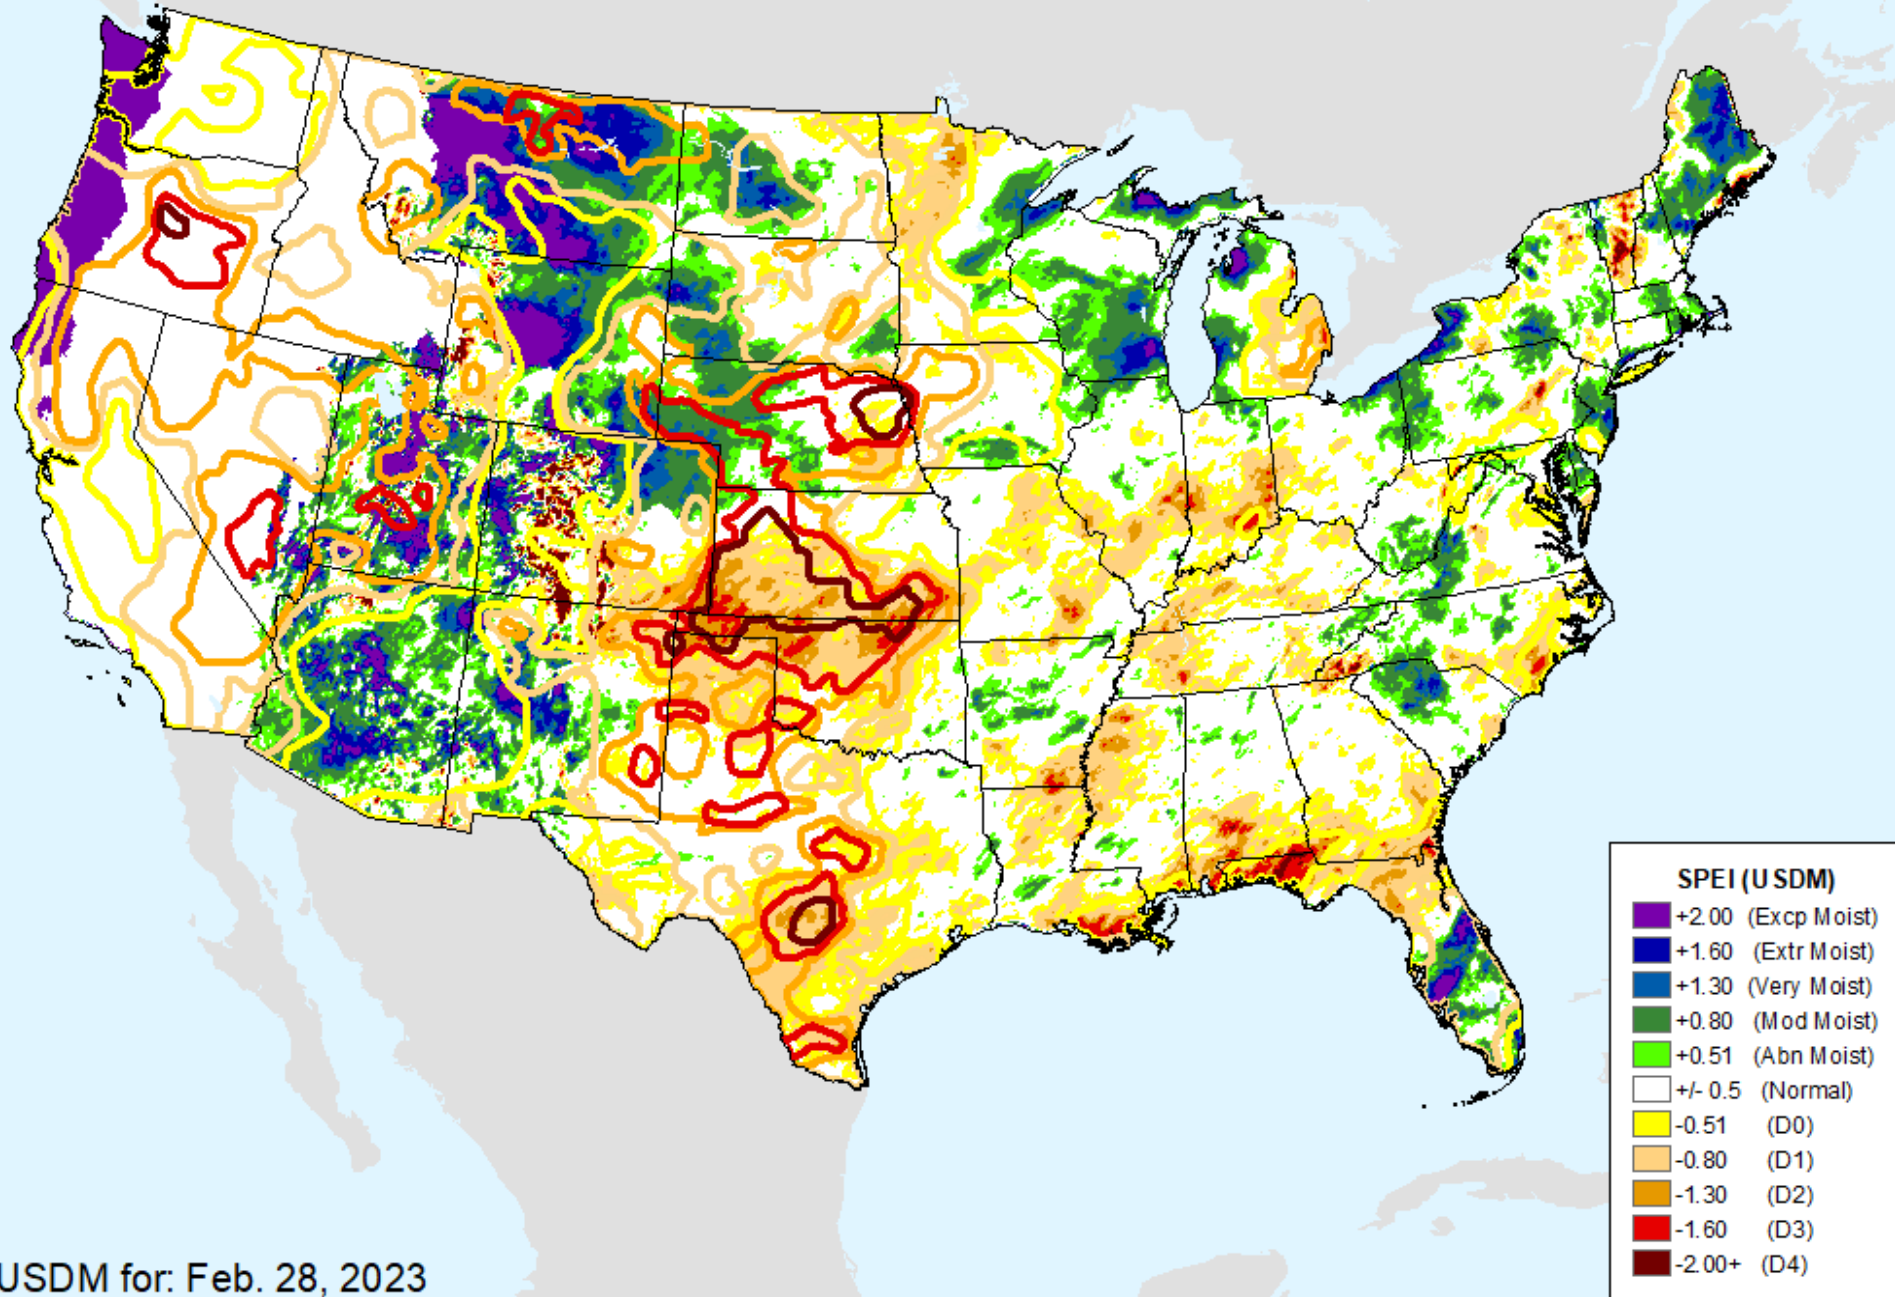 SPEI (USDM)
+2.00 (Excp Moist)
+1.60 (Extr Moist)
+1.30 (Very Moist)
+0.80 (Mod Moist)
+0.51 (Abn Moist)
+/- 0.5 (Normal)
-0.51 (D0)
-0.80 (D1)
-1.30 (D2)
-1.60 (D3)
-2.00+ (D4)
USDM for: Feb. 28, 2023